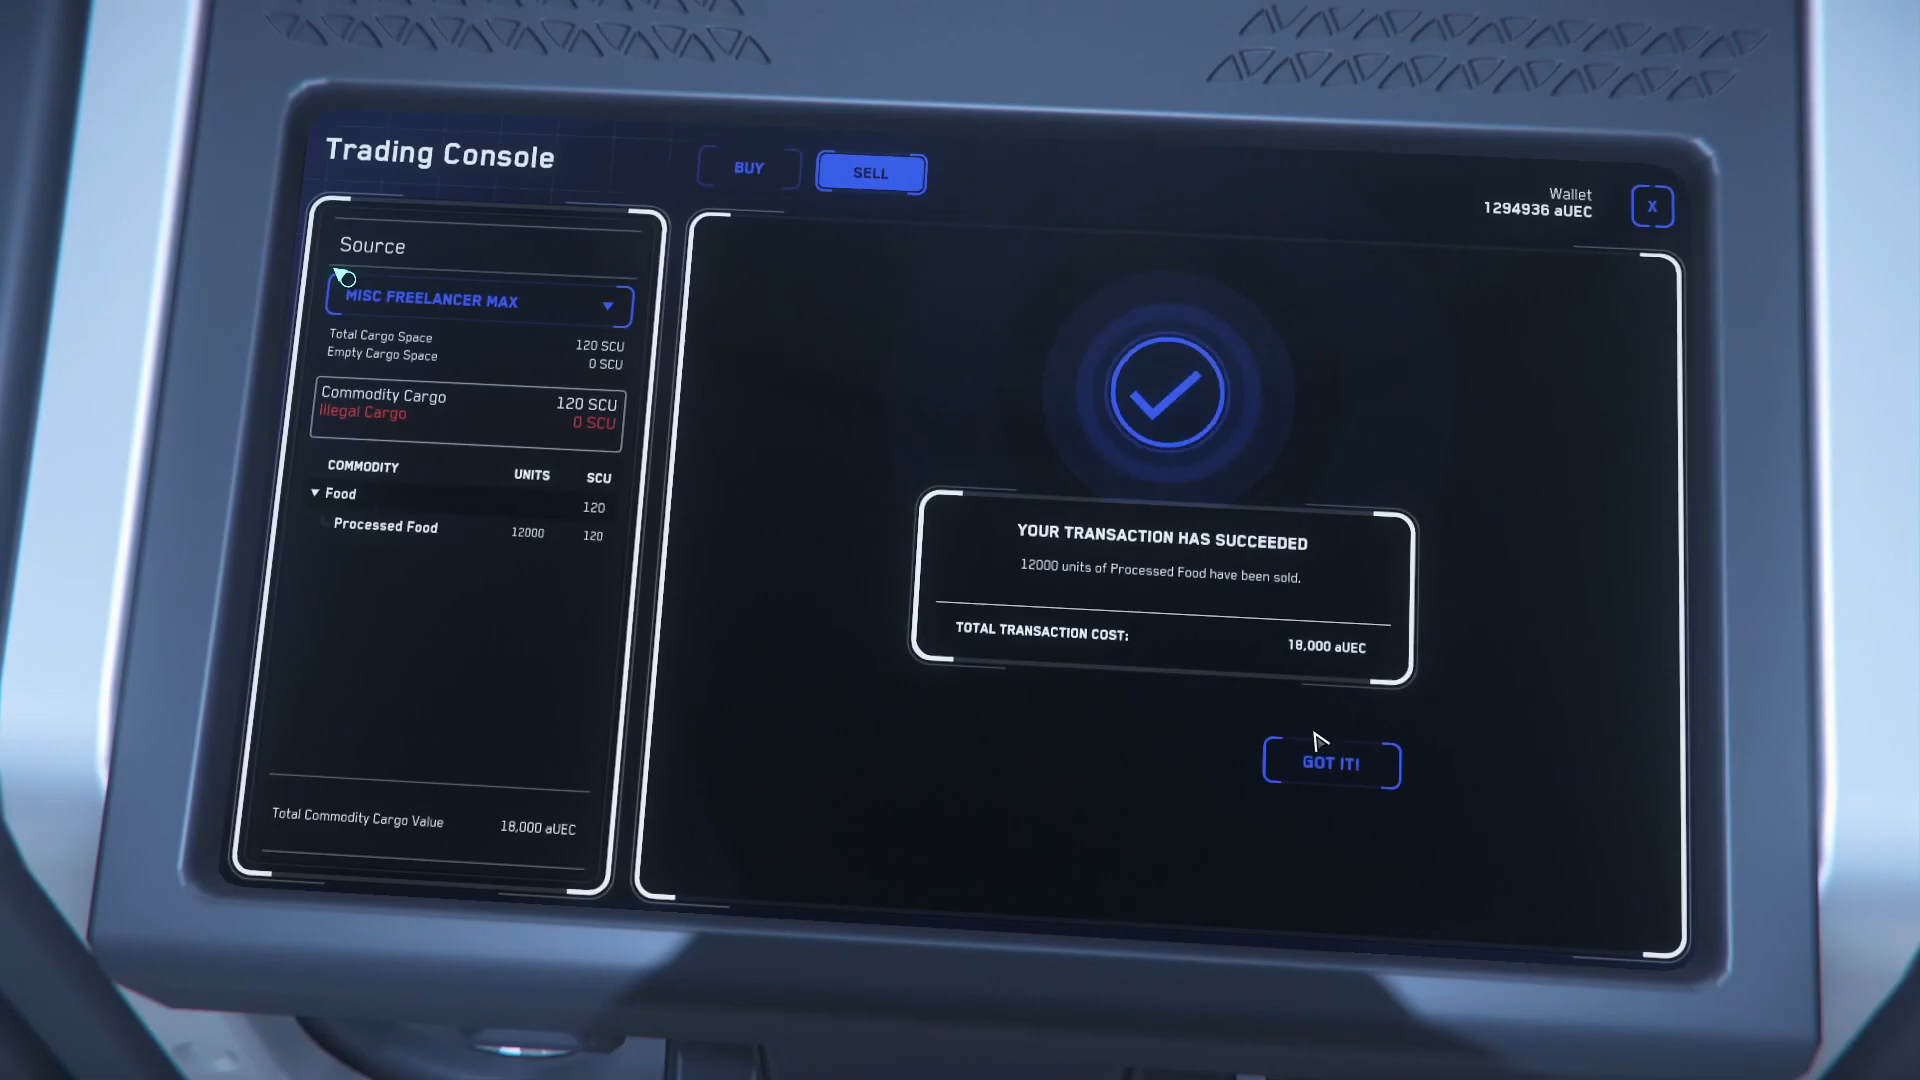 Trading Console
BUY
SELL
Wallet
1294936 aUEC
X
Source
MISC FREELANCER MAX
Total Cargo Space 120 SCU
Empty Cargo Space 0 SCU
Commodity Cargo 120 SCU
Illegal Cargo 0 SCU
COMMODITY UNITS SCU
Food 120
Processed Food 12000 120
Total Commodity Cargo Value 18,000 aUEC
YOUR TRANSACTION HAS SUCCEEDED
12000 units of Processed Food have been sold.
TOTAL TRANSACTION COST: 18,000 aUEC
GOT IT!